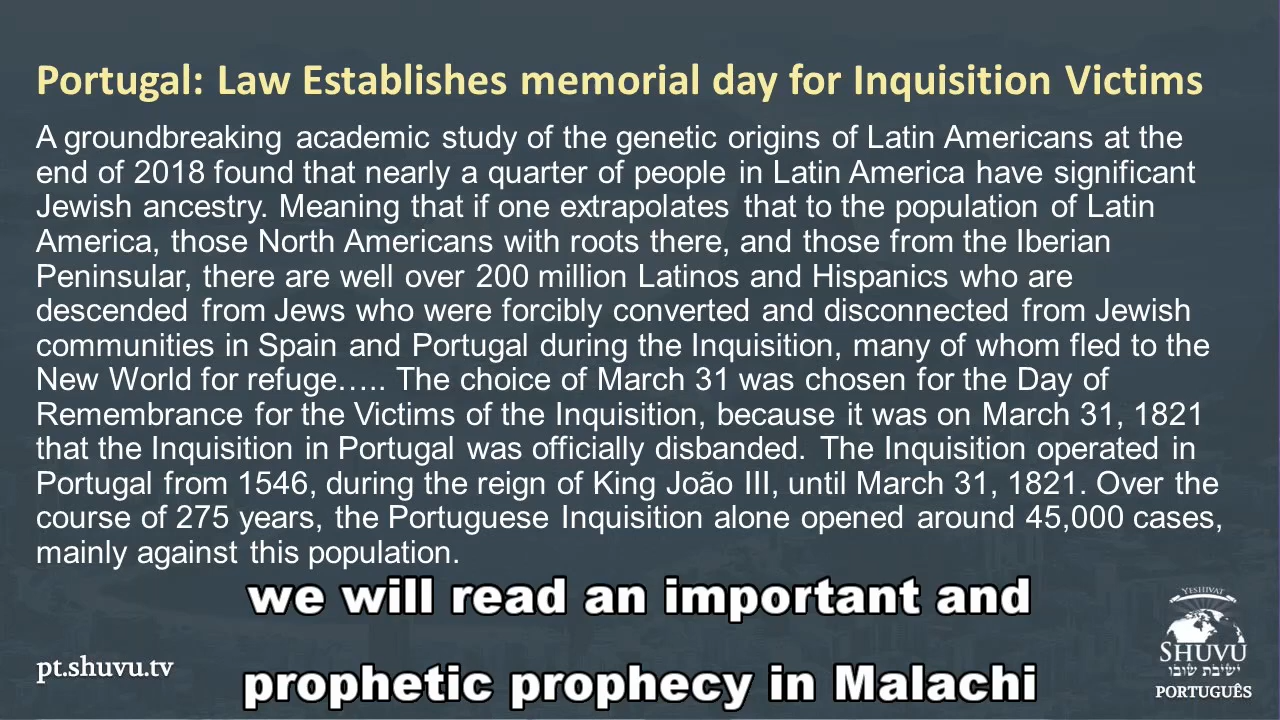 Portugal: Law Establishes memorial day for Inquisition Victims
A groundbreaking academic study of the genetic origins of Latin Americans at the
end of 2018 found that nearly a quarter of people in Latin America have significant
Jewish ancestry. Meaning that if one extrapolates that to the population of Latin
America, those North Americans with roots there, and those from the Iberian
Peninsular, there are well over 200 million Latinos and Hispanics who are
descended from Jews who were forcibly converted and disconnected from Jewish
communities in Spain and Portugal during the Inquisition, many of whom fled to the
New World for refuge….. The choice of March 31 was chosen for the Day of
Remembrance for the Victims of the Inquisition, because it was on March 31, 1821
that the Inquisition in Portugal was officially disbanded. The Inquisition operated in
Portugal from 1546, during the reign of King João III, until March 31, 1821. Over the
course of 275 years, the Portuguese Inquisition alone opened around 45,000 cases,
mainly against this population.
we will read an important and
prophetic prophecy in Malachi
pt.shuvu.tv
YESHIVAT
SHUVU
ישיבת שובו
PORTUGUÊS